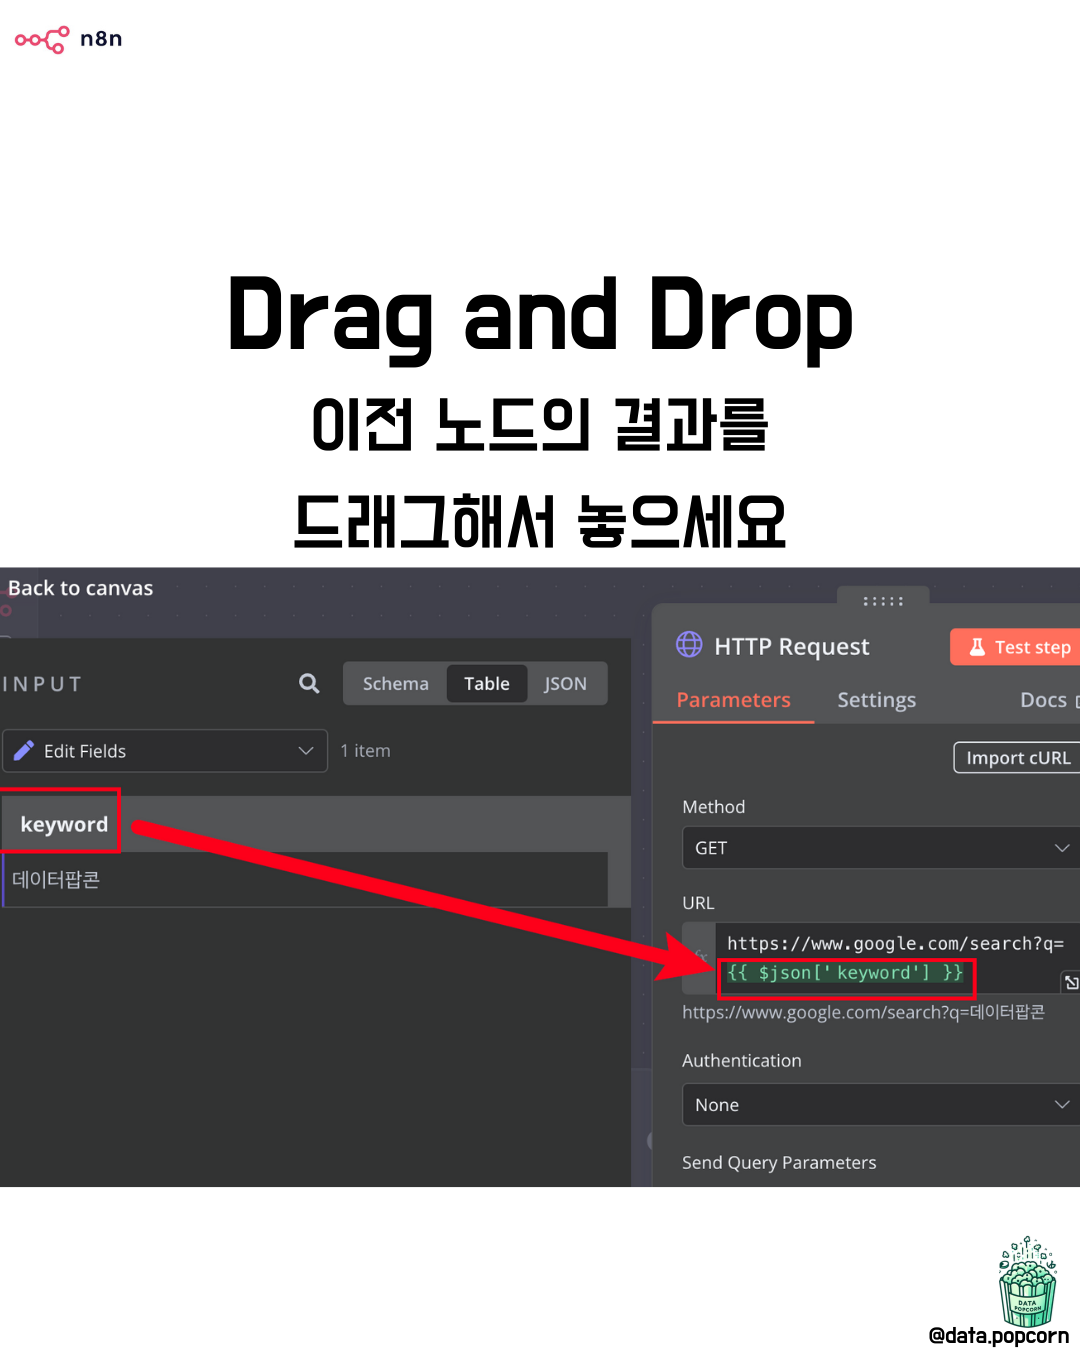 n8n
Drag and Drop
이전 노드의 결과를
드래그해서 놓으세요
Back to canvas
INPUT
Schema
Table
JSON
Edit Fields
1 item
keyword
데이터팝콘
HTTP Request
Test step
Parameters
Settings
Docs
Import cURL
Method
GET
URL
fx
https://www.google.com/search?q=
{{ $json['keyword'] }}
https://www.google.com/search?q=데이터팝콘
Authentication
None
Send Query Parameters
DATA
POPCORN
@data.popcorn